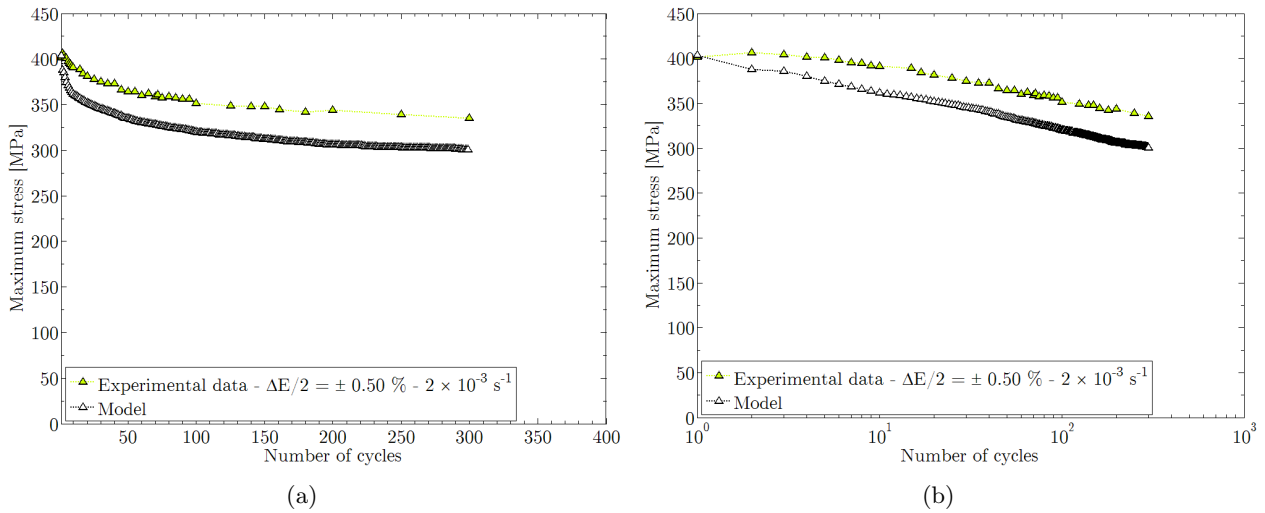 450
400
350
300
250
200
150
100
50
0
Maximum stress [MPa]
Experimental data - ΔE/2 = ± 0.50 % - 2 × 10⁻³ s⁻¹
Model
50 100 150 200 250 300 350 400
Number of cycles
(a)
450
400
350
300
250
200
150
100
50
0
Maximum stress [MPa]
Experimental data - ΔE/2 = ± 0.50 % - 2 × 10⁻³ s⁻¹
Model
10⁰ 10¹ 10² 10³
Number of cycles
(b)